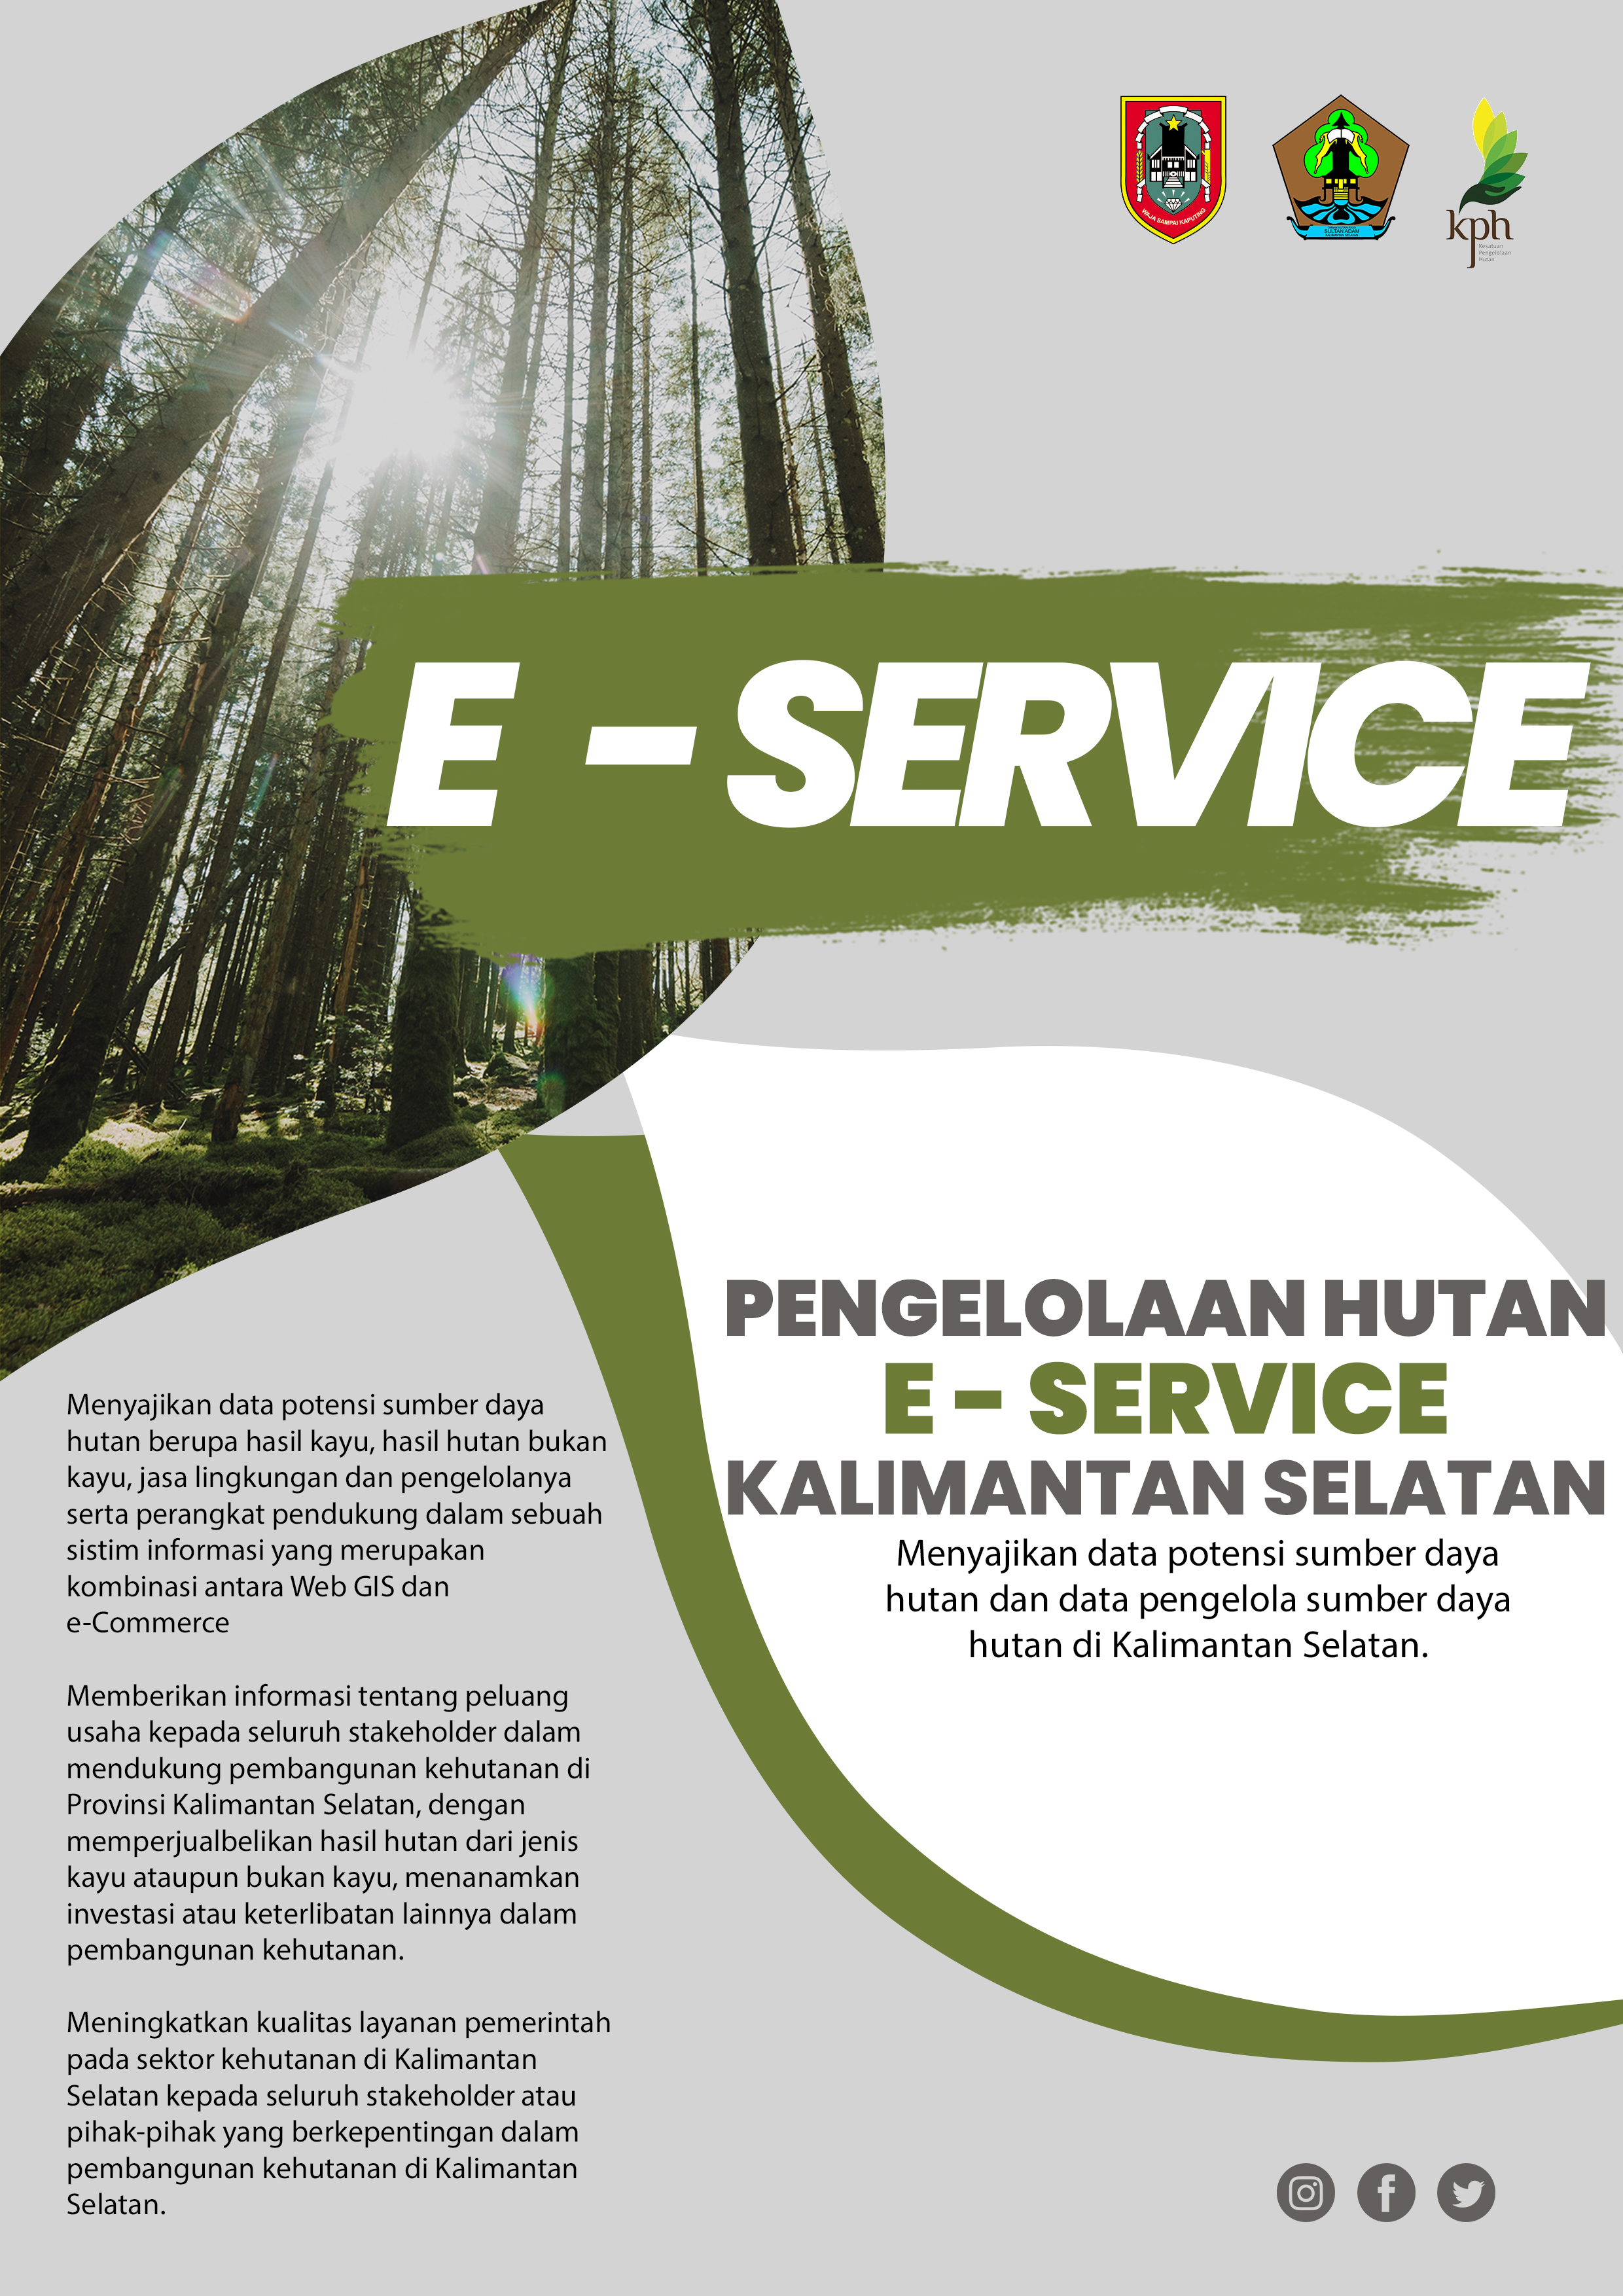 WAJA SAMPAI KAPUTING
SULTAN ADAM
kph
Kesatuan
Pengelolaan
Hutan
E - SERVICE
PENGELOLAAN HUTAN
E - SERVICE
KALIMANTAN SELATAN
Menyajikan data potensi sumber daya
hutan dan data pengelola sumber daya
hutan di Kalimantan Selatan.
Menyajikan data potensi sumber daya
hutan berupa hasil kayu, hasil hutan bukan
kayu, jasa lingkungan dan pengelolanya
serta perangkat pendukung dalam sebuah
sistim informasi yang merupakan
kombinasi antara Web GIS dan
e-Commerce
Memberikan informasi tentang peluang
usaha kepada seluruh stakeholder dalam
mendukung pembangunan kehutanan di
Provinsi Kalimantan Selatan, dengan
memperjualbelikan hasil hutan dari jenis
kayu ataupun bukan kayu, menanamkan
investasi atau keterlibatan lainnya dalam
pembangunan kehutanan.
Meningkatkan kualitas layanan pemerintah
pada sektor kehutanan di Kalimantan
Selatan kepada seluruh stakeholder atau
pihak-pihak yang berkepentingan dalam
pembangunan kehutanan di Kalimantan
Selatan.